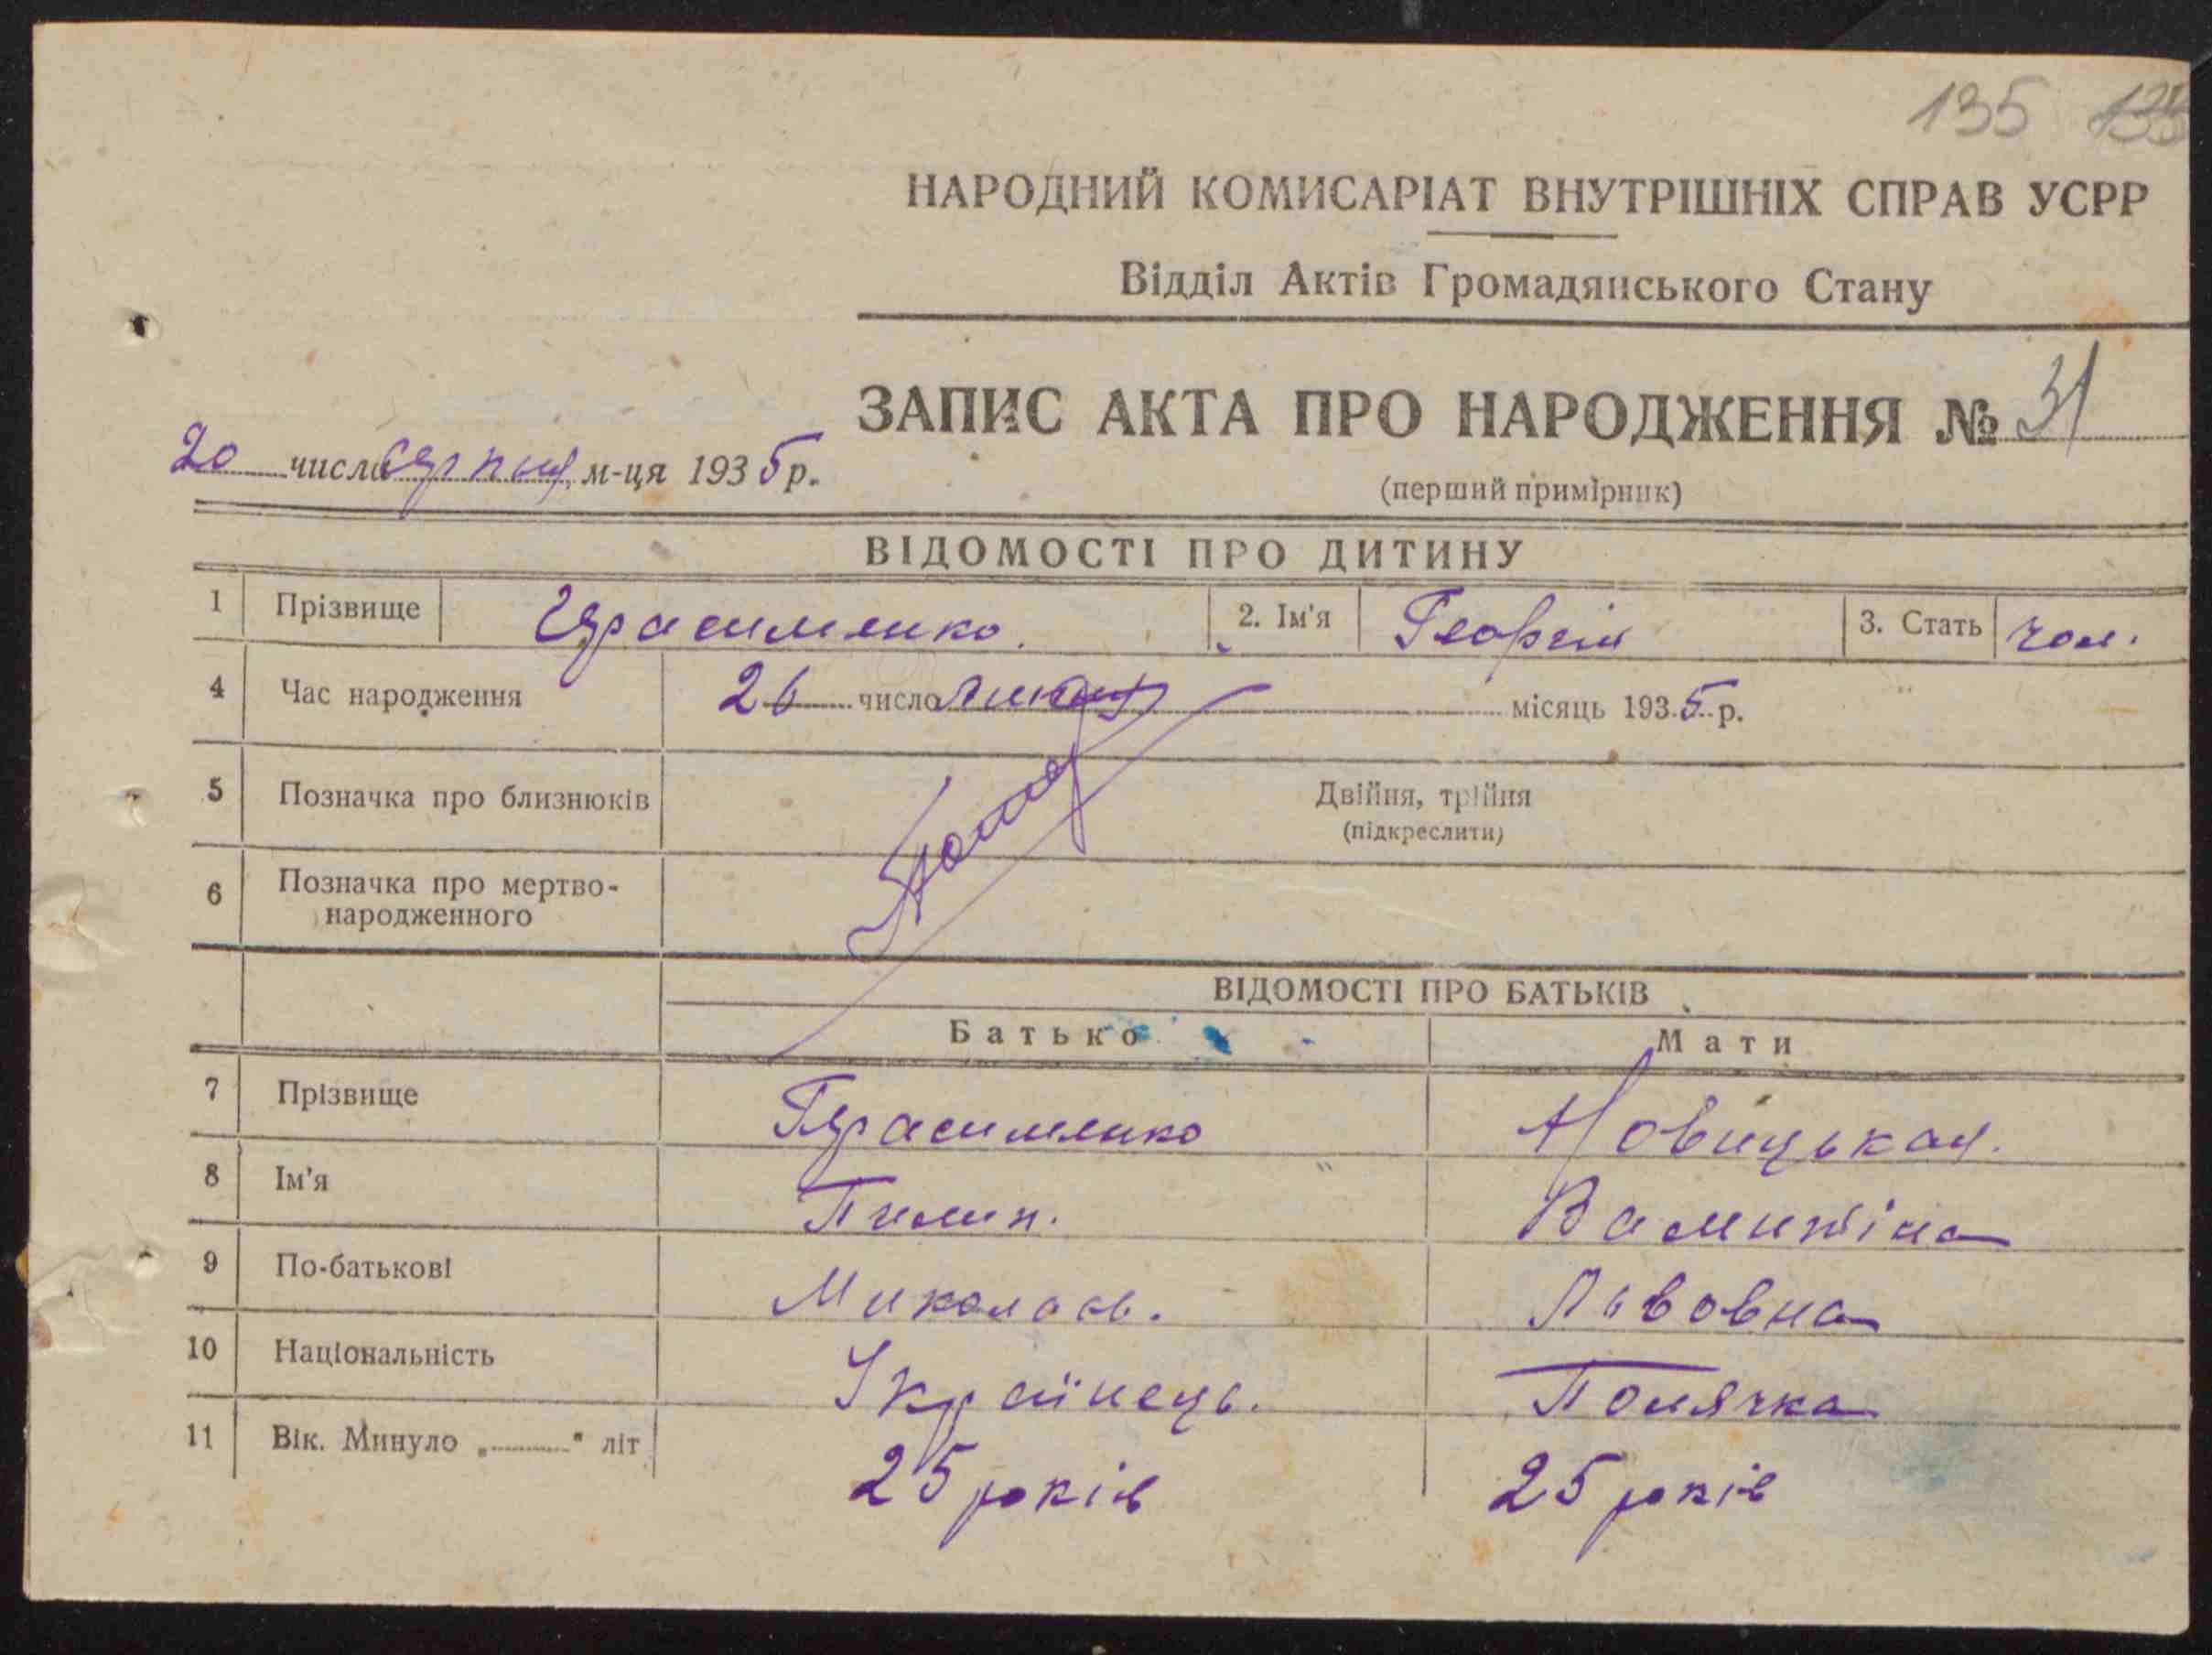 135 135
НАРОДНИЙ КОМИСАРІАТ ВНУТРІШНІХ СПРАВ УСРР
Відділ Актів Громадянського Стану
ЗАПИС АКТА ПРО НАРОДЖЕННЯ № 31
20 числа серпня м-ця 1935 р.
(перший примірник)
ВІДОМОСТІ ПРО ДИТИНУ
1 Прізвище Герасименко. 2. Ім'я Георгій 3. Стать чол.
4 Час народження 26 число липня місяць 1935 р.
5 Позначка про близнюків Двійня, трійня
(підкреслити)
6 Позначка про мертво-
народженного
ВІДОМОСТІ ПРО БАТЬКІВ
Батько Мати
7 Прізвище Герасименко Новицькая.
8 Ім'я Пилип. Валинтіна
9 По-батькові Миколаєв. Львовна
10 Національність Українець. Полячка
11 Вік. Минуло „ " літ 25 років 25 років